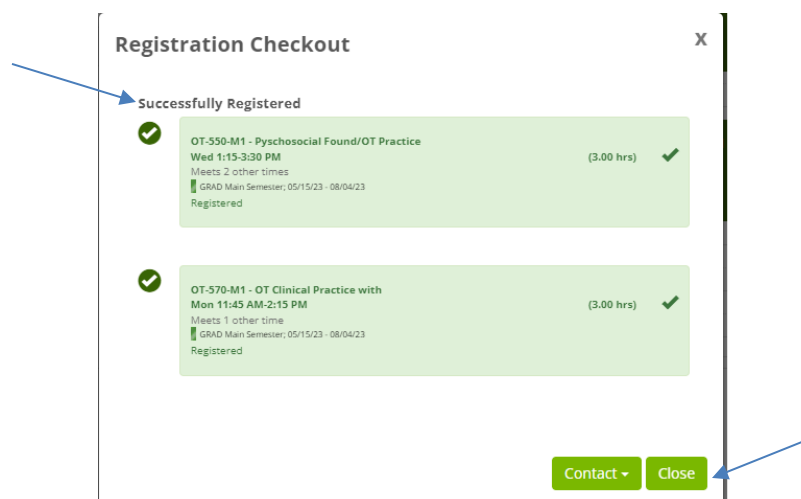 Registration Checkout
X
Successfully Registered
OT-550-M1 - Pyschosocial Found/OT Practice
Wed 1:15-3:30 PM
(3.00 hrs)
Meets 2 other times
GRAD Main Semester; 05/15/23 - 08/04/23
Registered
OT-570-M1 - OT Clinical Practice with
Mon 11:45 AM-2:15 PM
(3.00 hrs)
Meets 1 other time
GRAD Main Semester; 05/15/23 - 08/04/23
Registered
Contact
Close